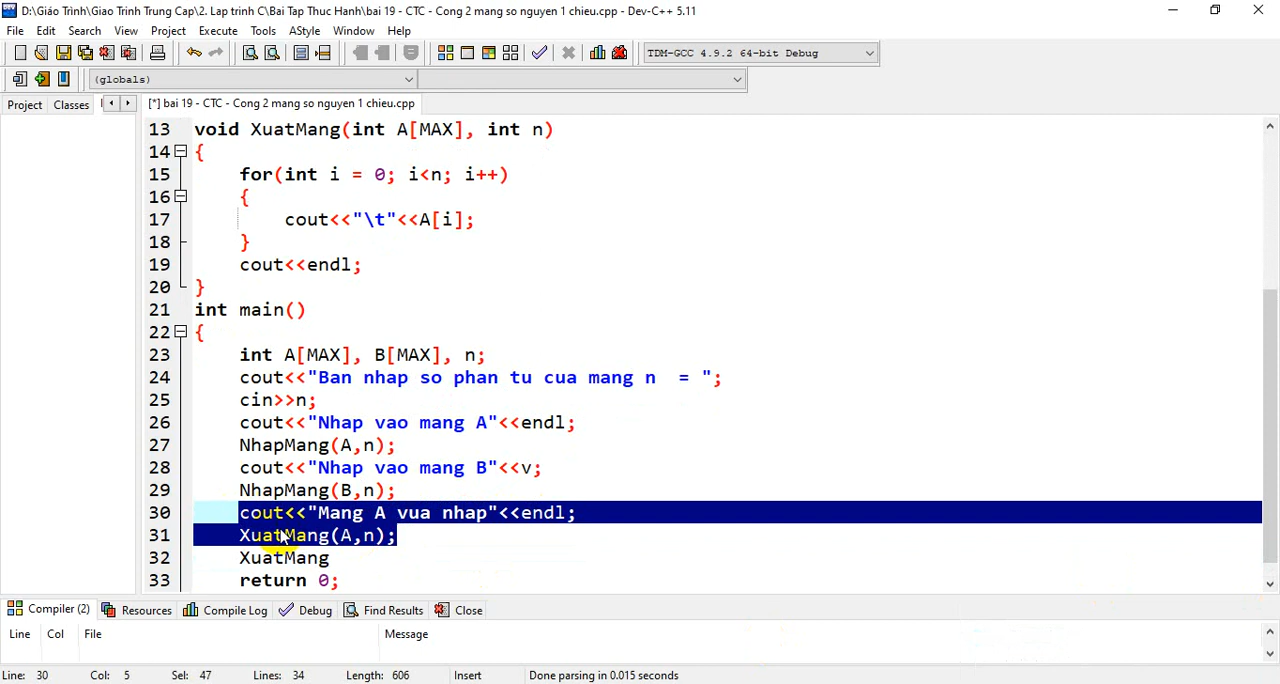 D:\Giáo Trình\Giao Trinh Trung Cap\2. Lap trinh C\Bai Tap Thuc Hanh\bai 19 - CTC - Cong 2 mang so nguyen 1 chieu.cpp - Dev-C++ 5.11
File Edit Search View Project Execute Tools AStyle Window Help
TDM-GCC 4.9.2 64-bit Debug
(globals)
Project Classes [*] bai 19 - CTC - Cong 2 mang so nguyen 1 chieu.cpp
13 void XuatMang(int A[MAX], int n)
14 {
15 for(int i = 0; i<n; i++)
16 {
17 cout<<"\t"<<A[i];
18 }
19 cout<<endl;
20 }
21 int main()
22 {
23 int A[MAX], B[MAX], n;
24 cout<<"Ban nhap so phan tu cua mang n  = ";
25 cin>>n;
26 cout<<"Nhap vao mang A"<<endl;
27 NhapMang(A,n);
28 cout<<"Nhap vao mang B"<<v;
29 NhapMang(B,n);
30 cout<<"Mang A vua nhap"<<endl;
31 XuatMang(A,n);
32 XuatMang
33 return 0;
Compiler (2) Resources Compile Log Debug Find Results Close
Line Col File Message
Line: 30 Col: 5 Sel: 47 Lines: 34 Length: 606 Insert Done parsing in 0.015 seconds